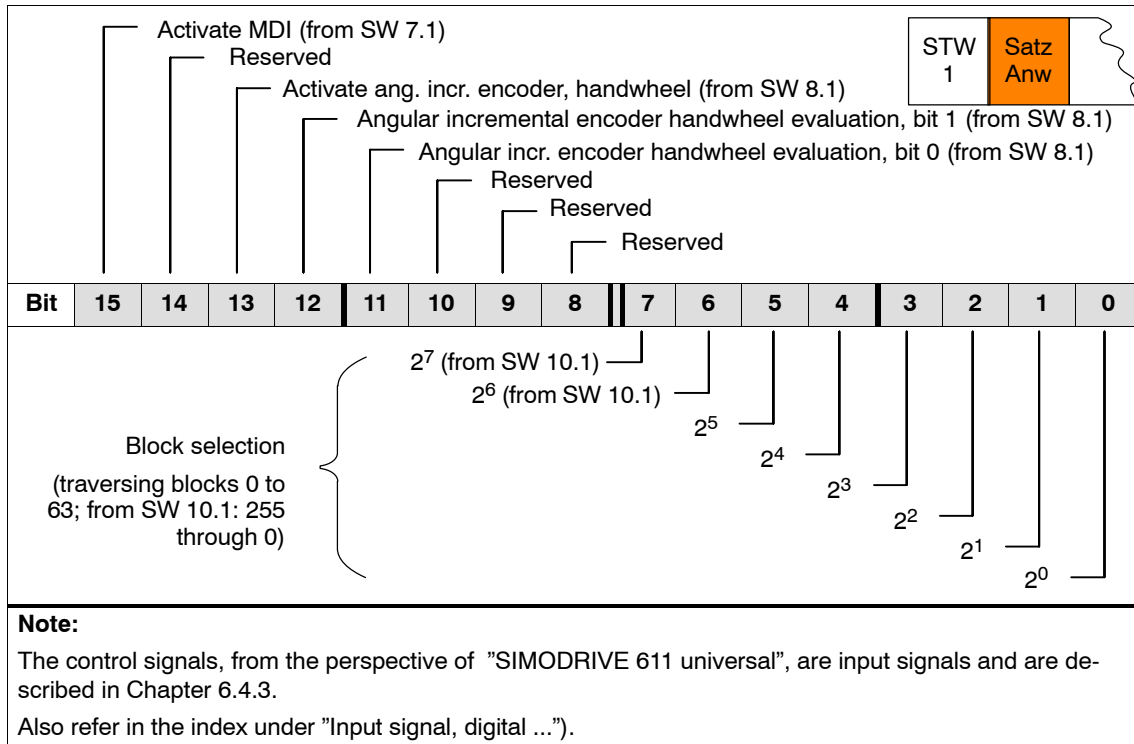 Activate MDI (from SW 7.1)
Reserved
Activate ang. incr. encoder, handwheel (from SW 8.1)
Angular incremental encoder handwheel evaluation, bit 1 (from SW 8.1)
Angular incr. encoder handwheel evaluation, bit 0 (from SW 8.1)
Reserved
Reserved
Reserved
STW
1
Satz
Anw
Bit 15 14 13 12 11 10 9 8 7 6 5 4 3 2 1 0
2⁷ (from SW 10.1)
2⁶ (from SW 10.1)
2⁵
2⁴
2³
2²
2¹
2⁰
Block selection
(traversing blocks 0 to
63; from SW 10.1: 255
through 0)
Note:
The control signals, from the perspective of ”SIMODRIVE 611 universal”, are input signals and are de-
scribed in Chapter 6.4.3.
Also refer in the index under ”Input signal, digital ...”).